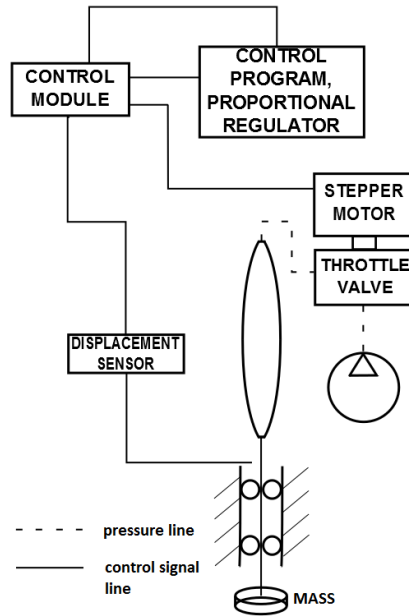 CONTROL
MODULE
CONTROL
PROGRAM,
PROPORTIONAL
REGULATOR
STEPPER
MOTOR
THROTTLE
VALVE
DISPLACEMENT
SENSOR
pressure line
control signal
line
MASS